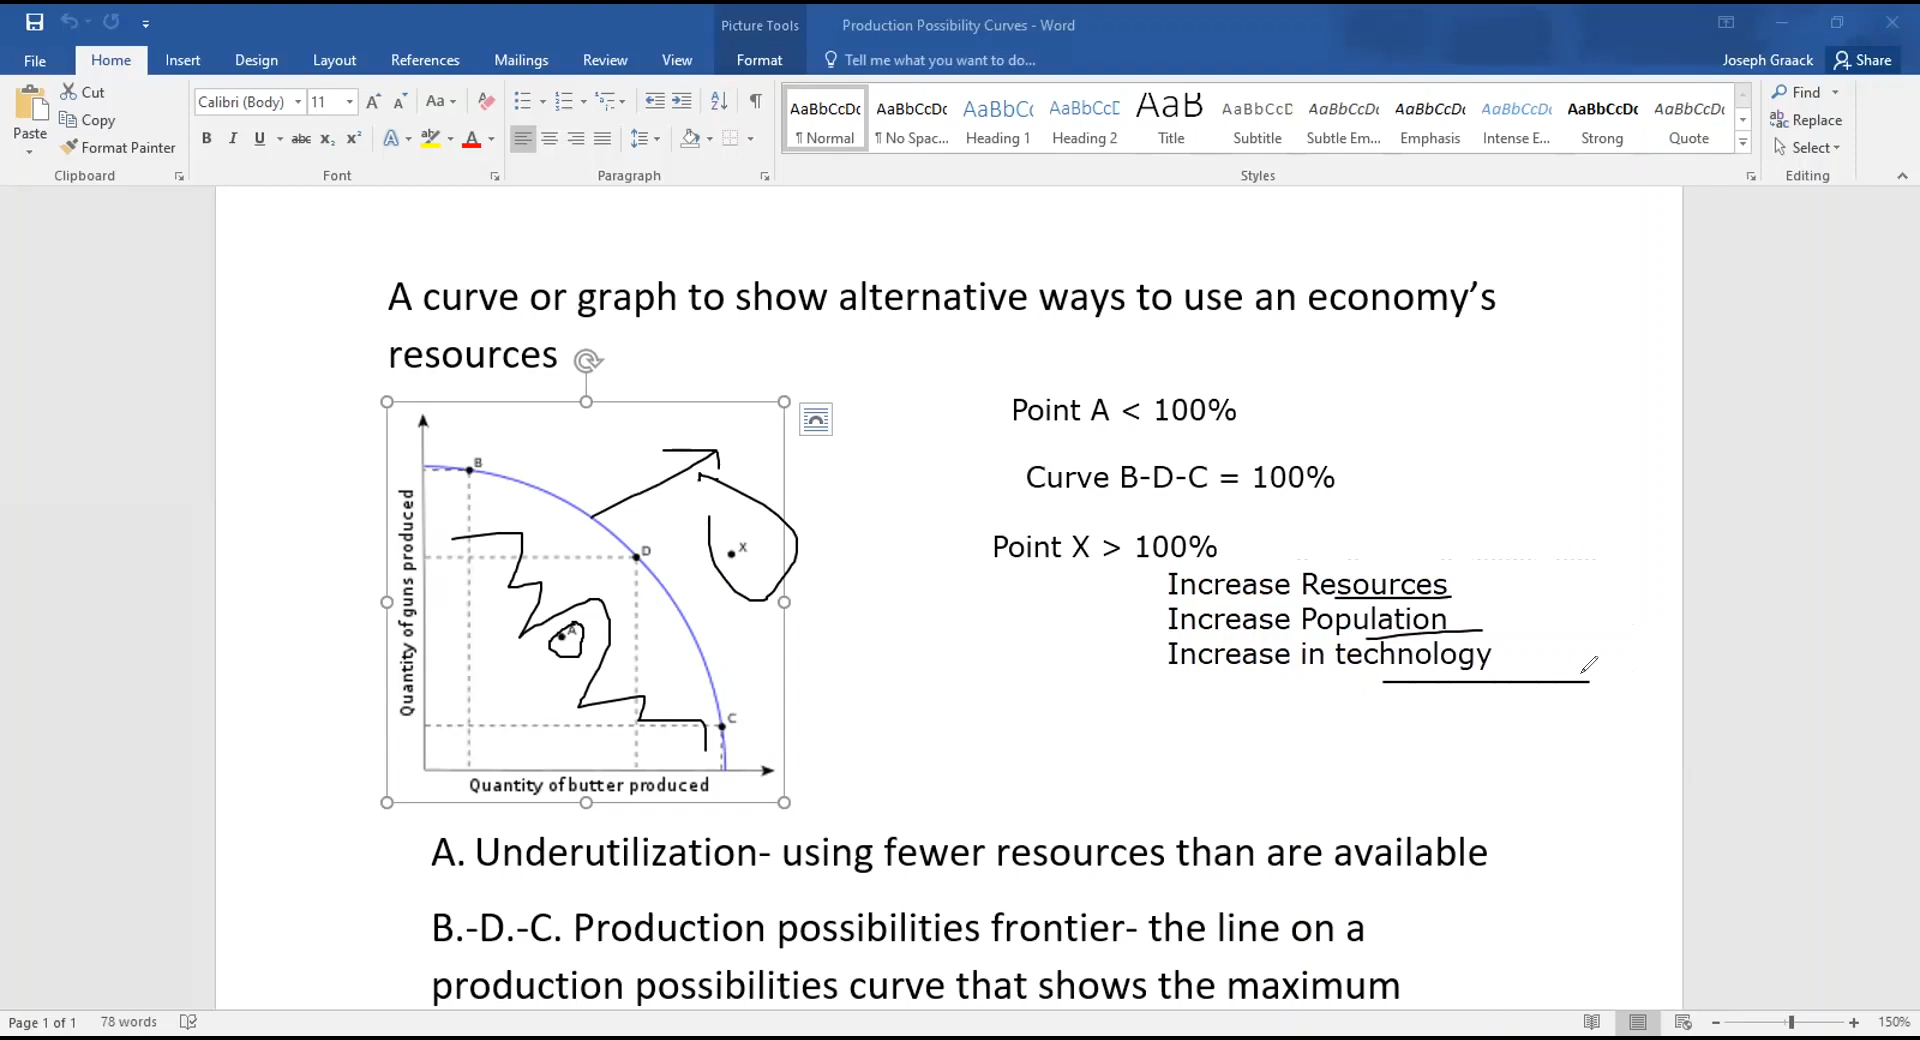 Picture Tools
Production Possibility Curves - Word
File
Home
Insert
Design
Layout
References
Mailings
Review
View
Format
Tell me what you want to do...
Joseph Graack
Share
Paste
Cut
Copy
Format Painter
Clipboard
Calibri (Body)
11
Aa
B I U abc x₂ x²
A
Font
Paragraph
AaBbCcDc
¶ Normal
AaBbCcDc
¶ No Spac...
AaBbC
Heading 1
AaBbCcE
Heading 2
AaB
Title
AaBbCcD
Subtitle
AaBbCcDc
Subtle Em...
AaBbCcDc
Emphasis
AaBbCcDc
Intense E...
AaBbCcDc
Strong
AaBbCcDc
Quote
Styles
Find
Replace
Select
Editing
A curve or graph to show alternative ways to use an economy’s
resources
Quantity of guns produced
B
D
X
A
C
Quantity of butter produced
Point A < 100%
Curve B-D-C = 100%
Point X > 100%
Increase Resources
Increase Population
Increase in technology
A. Underutilization- using fewer resources than are available
B.-D.-C. Production possibilities frontier- the line on a
production possibilities curve that shows the maximum
Page 1 of 1
78 words
150%